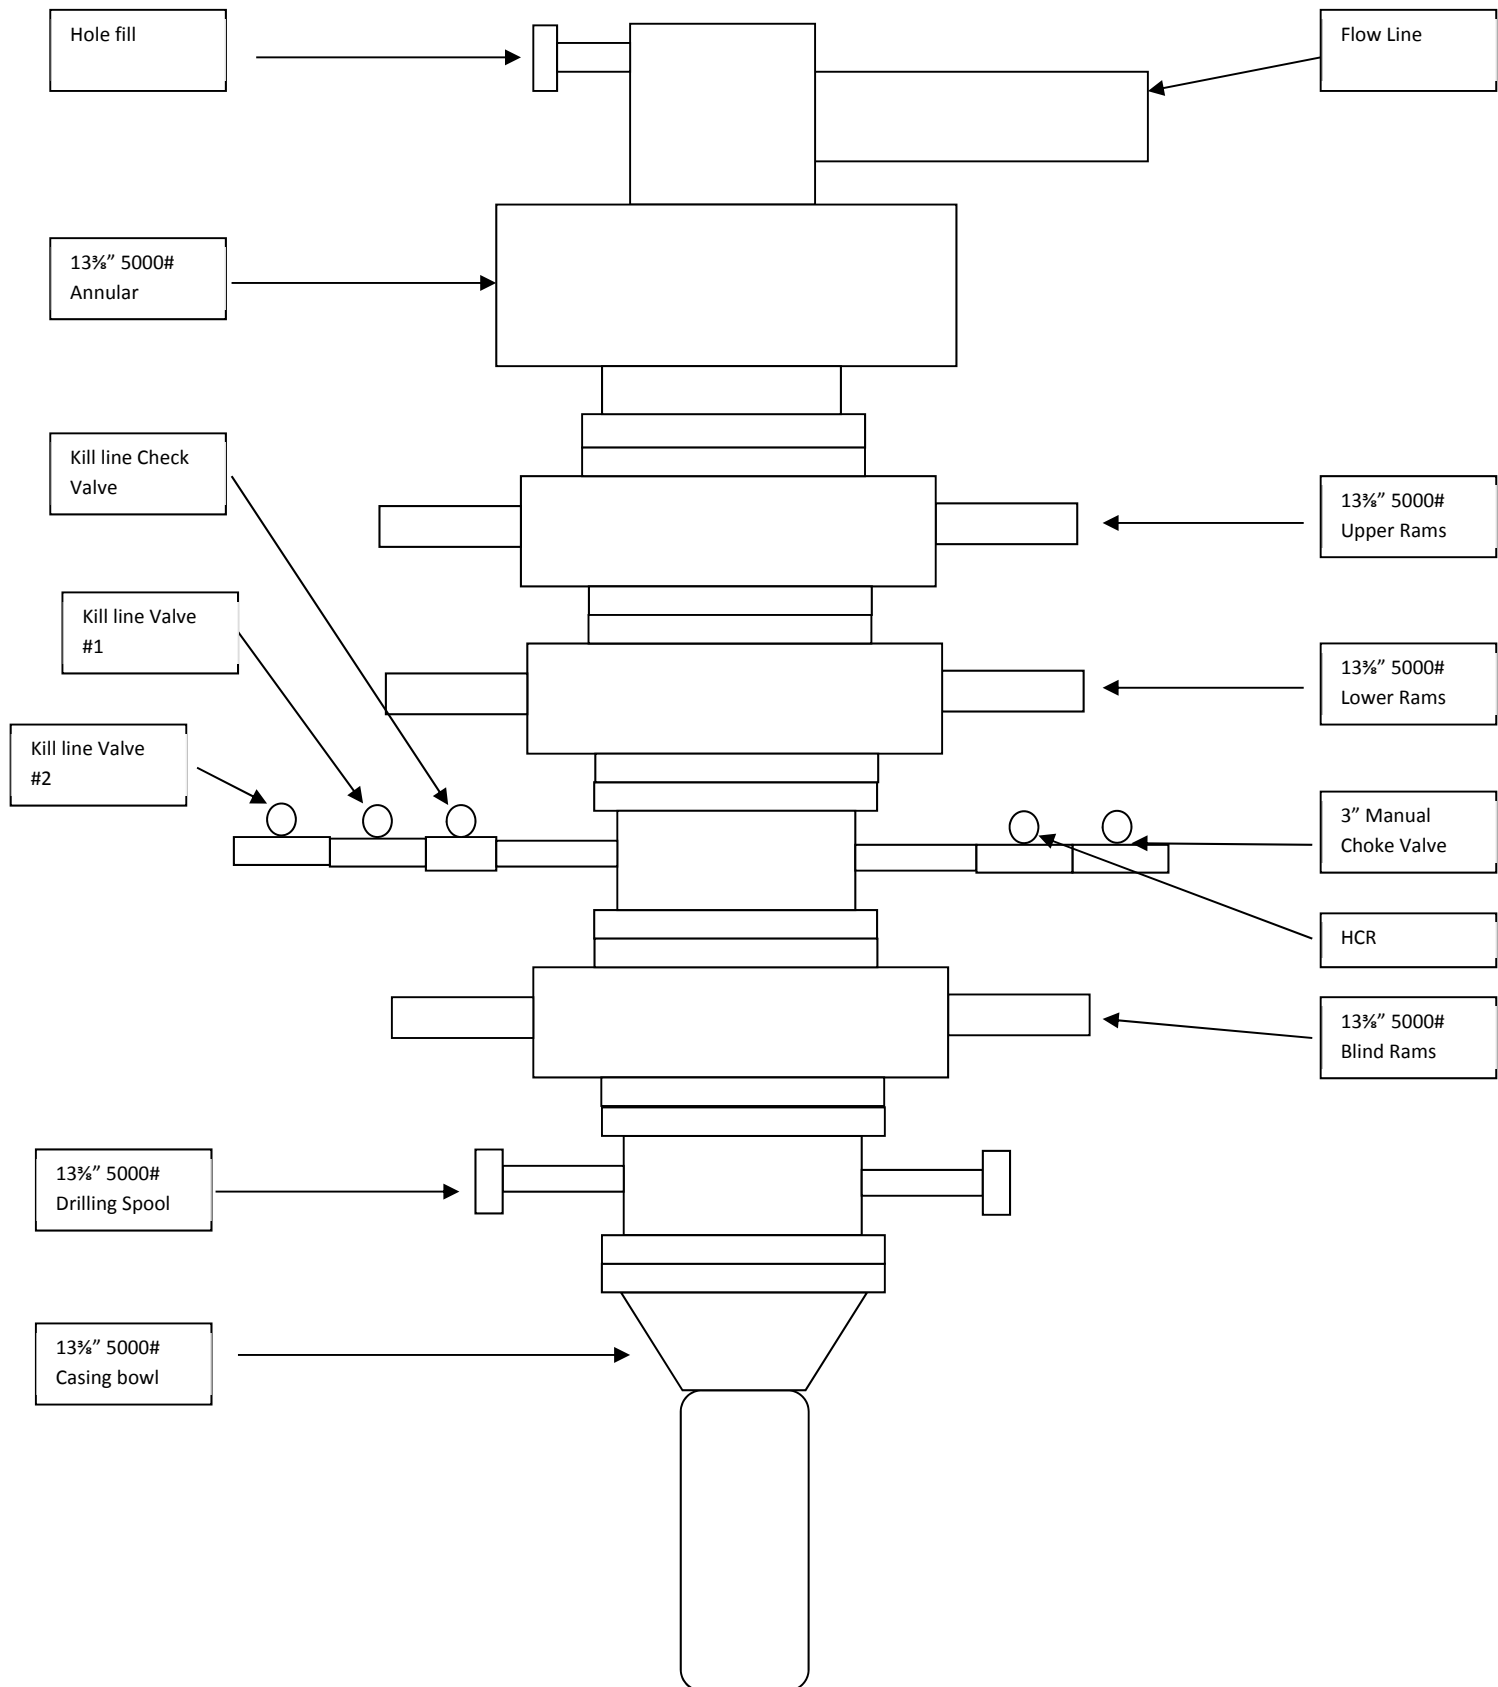 Hole fill
Flow Line
13⅜” 5000#
Annular
Kill line Check
Valve
13⅜” 5000#
Upper Rams
Kill line Valve
#1
13⅜” 5000#
Lower Rams
Kill line Valve
#2
3” Manual
Choke Valve
HCR
13⅜” 5000#
Blind Rams
13⅜” 5000#
Drilling Spool
13⅜” 5000#
Casing bowl